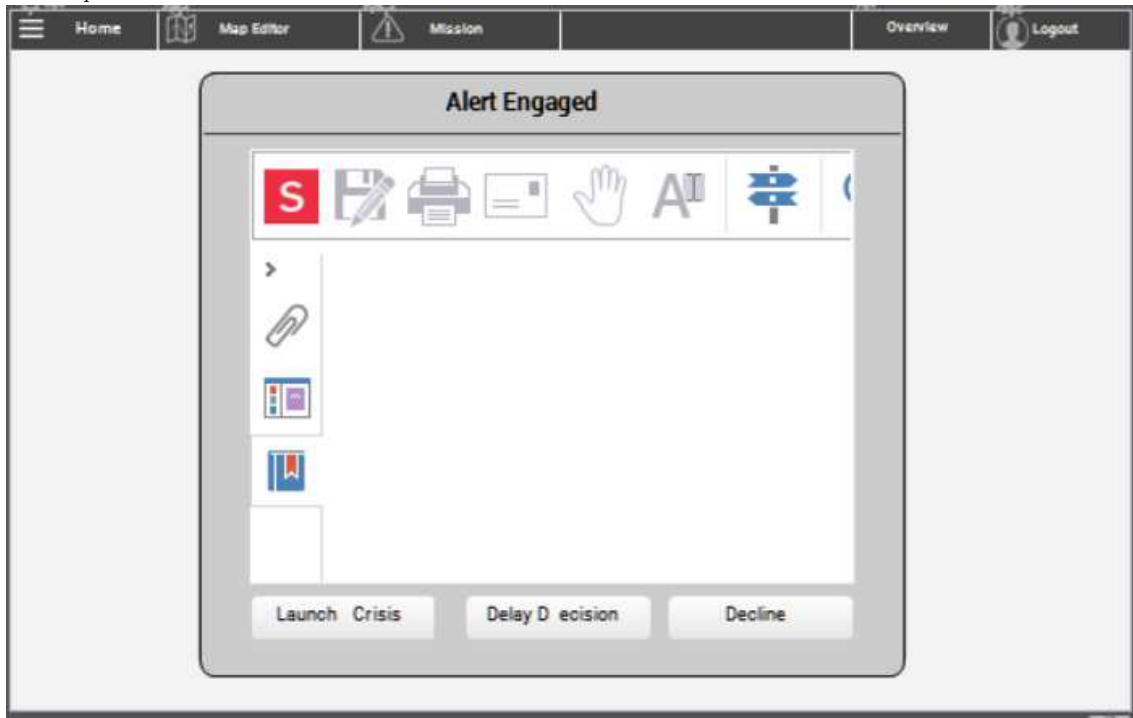 Home Map Editor Mission Overview Logout
Alert Engaged
S A
Launch Crisis Delay D ecision Decline